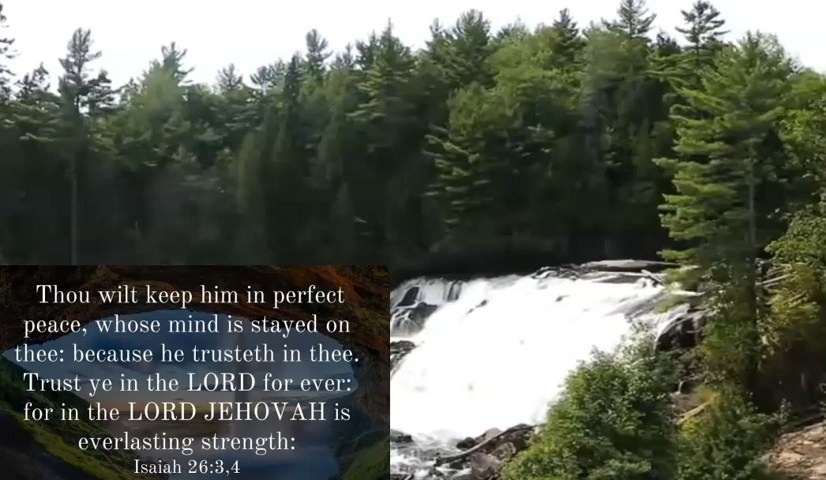 Thou wilt keep him in perfect
peace, whose mind is stayed on
thee: because he trusteth in thee.
Trust ye in the LORD for ever:
for in the LORD JEHOVAH is
everlasting strength:
Isaiah 26:3,4